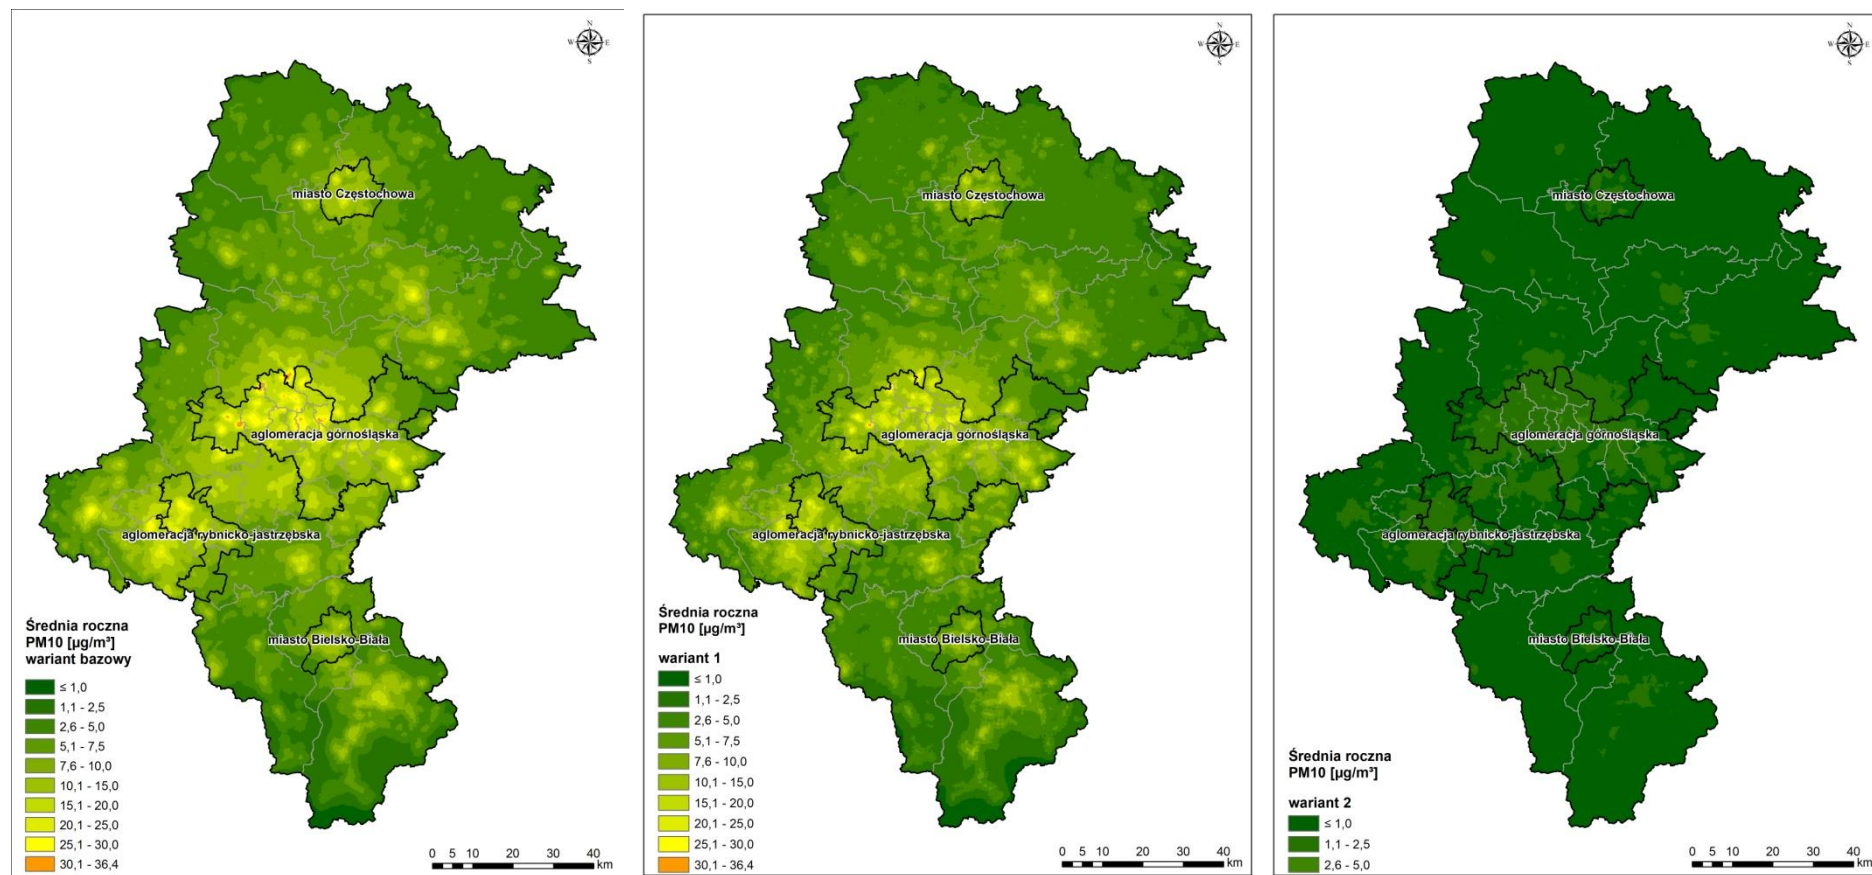 N
W E
S
miasto Częstochowa
aglomeracja górnośląska
aglomeracja rybnicko-jastrzębska
miasto Bielsko-Biała
Średnia roczna
PM10 [µg/m³]
wariant bazowy
≤ 1,0
1,1 - 2,5
2,6 - 5,0
5,1 - 7,5
7,6 - 10,0
10,1 - 15,0
15,1 - 20,0
20,1 - 25,0
25,1 - 30,0
30,1 - 36,4
0 5 10 20 30 40
km
N
W E
S
miasto Częstochowa
aglomeracja górnośląska
aglomeracja rybnicko-jastrzębska
miasto Bielsko-Biała
Średnia roczna
PM10 [µg/m³]
wariant 1
≤ 1,0
1,1 - 2,5
2,6 - 5,0
5,1 - 7,5
7,6 - 10,0
10,1 - 15,0
15,1 - 20,0
20,1 - 25,0
25,1 - 30,0
30,1 - 36,4
0 5 10 20 30 40
km
N
W E
S
miasto Częstochowa
aglomeracja górnośląska
aglomeracja rybnicko-jastrzębska
miasto Bielsko-Biała
Średnia roczna
PM10 [µg/m³]
wariant 2
≤ 1,0
1,1 - 2,5
2,6 - 5,0
0 5 10 20 30 40
km